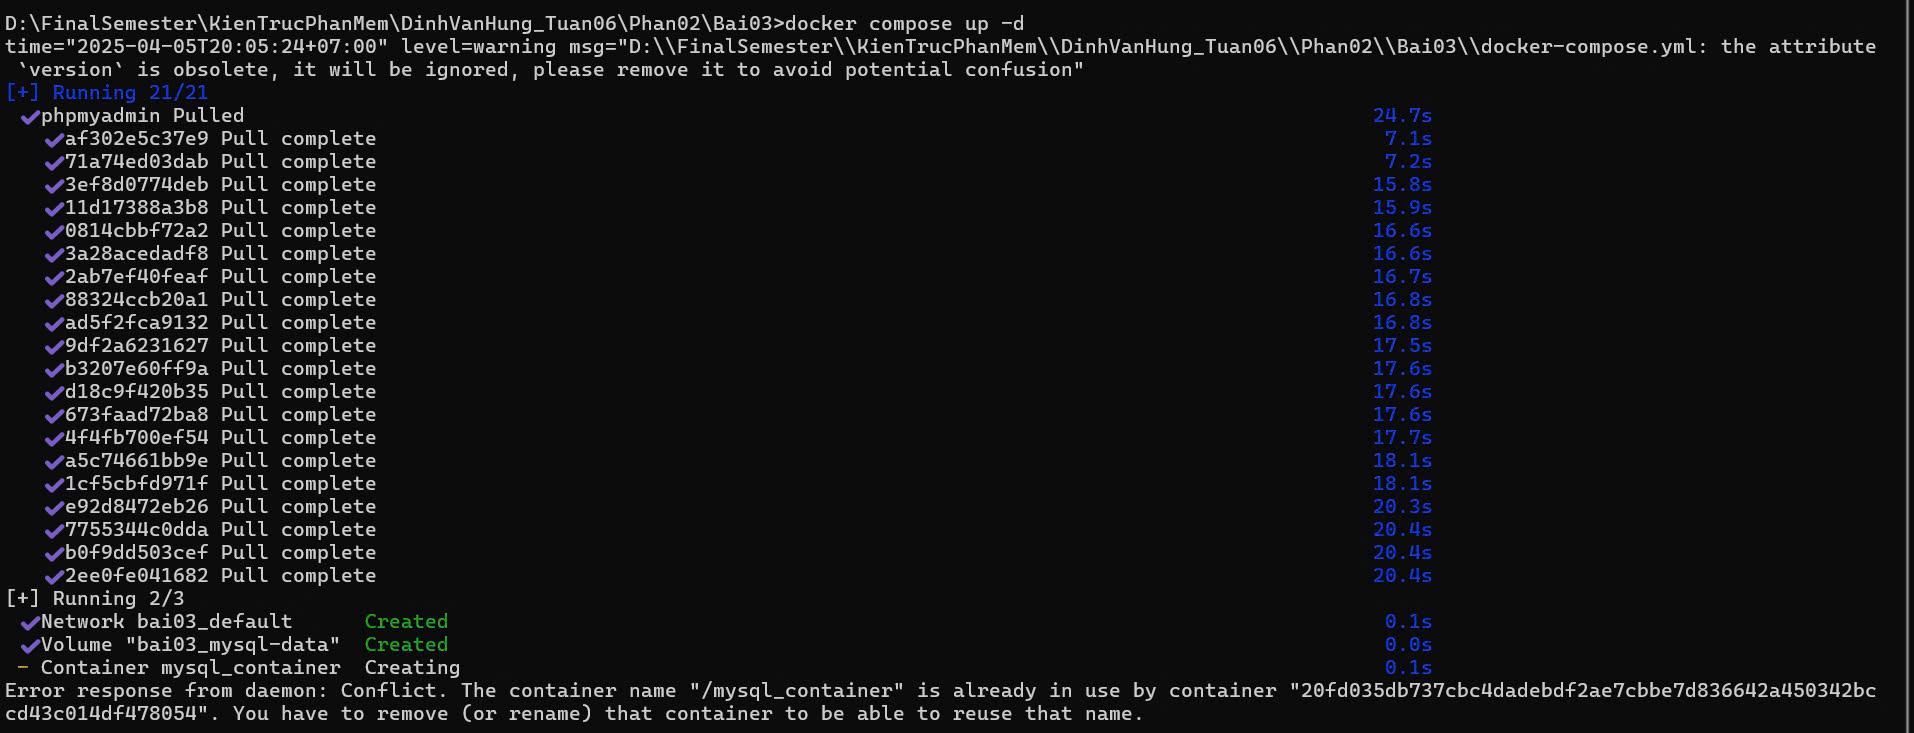 D:\FinalSemester\KienTrucPhanMem\DinhVanHung_Tuan06\Phan02\Bai03>docker compose up -d
time="2025-04-05T20:05:24+07:00" level=warning msg="D:\\FinalSemester\\KienTrucPhanMem\\DinhVanHung_Tuan06\\Phan02\\Bai03\\docker-compose.yml: the attribute
`version` is obsolete, it will be ignored, please remove it to avoid potential confusion"
[+] Running 21/21
✔phpmyadmin Pulled 24.7s
✔af302e5c37e9 Pull complete 7.1s
✔71a74ed03dab Pull complete 7.2s
✔3ef8d0774deb Pull complete 15.8s
✔11d17388a3b8 Pull complete 15.9s
✔0814cbbf72a2 Pull complete 16.6s
✔3a28acedadf8 Pull complete 16.6s
✔2ab7ef40feaf Pull complete 16.7s
✔88324ccb20a1 Pull complete 16.8s
✔ad5f2fca9132 Pull complete 16.8s
✔9df2a6231627 Pull complete 17.5s
✔b3207e60ff9a Pull complete 17.6s
✔d18c9f420b35 Pull complete 17.6s
✔673faad72ba8 Pull complete 17.6s
✔4f4fb700ef54 Pull complete 17.7s
✔a5c74661bb9e Pull complete 18.1s
✔1cf5cbfd971f Pull complete 18.1s
✔e92d8472eb26 Pull complete 20.3s
✔7755344c0dda Pull complete 20.4s
✔b0f9dd503cef Pull complete 20.4s
✔2ee0fe041682 Pull complete 20.4s
[+] Running 2/3
✔Network bai03_default Created 0.1s
✔Volume "bai03_mysql-data" Created 0.0s
- Container mysql_container Creating 0.1s
Error response from daemon: Conflict. The container name "/mysql_container" is already in use by container "20fd035db737cbc4dadebdf2ae7cbbe7d836642a450342bc
cd43c014df478054". You have to remove (or rename) that container to be able to reuse that name.